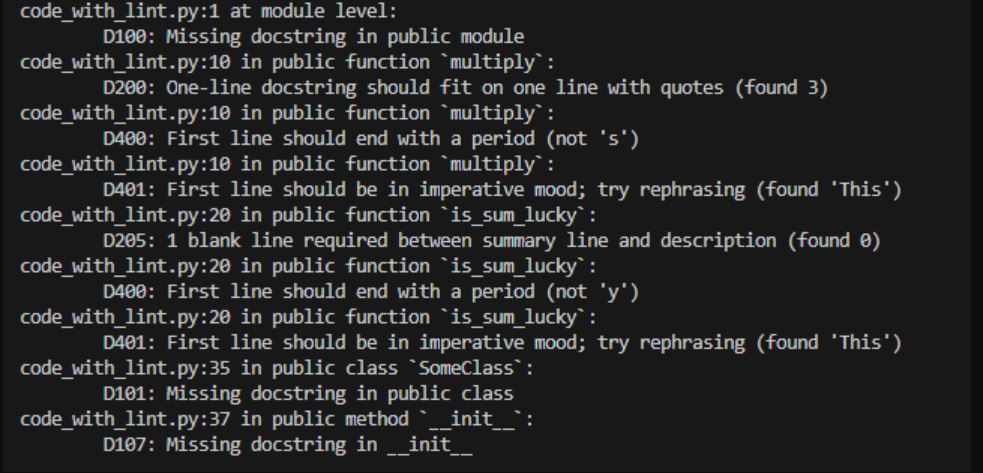 code_with_lint.py:1 at module level:
        D100: Missing docstring in public module
code_with_lint.py:10 in public function `multiply`:
        D200: One-line docstring should fit on one line with quotes (found 3)
code_with_lint.py:10 in public function `multiply`:
        D400: First line should end with a period (not 's')
code_with_lint.py:10 in public function `multiply`:
        D401: First line should be in imperative mood; try rephrasing (found 'This')
code_with_lint.py:20 in public function `is_sum_lucky`:
        D205: 1 blank line required between summary line and description (found 0)
code_with_lint.py:20 in public function `is_sum_lucky`:
        D400: First line should end with a period (not 'y')
code_with_lint.py:20 in public function `is_sum_lucky`:
        D401: First line should be in imperative mood; try rephrasing (found 'This')
code_with_lint.py:35 in public class `SomeClass`:
        D101: Missing docstring in public class
code_with_lint.py:37 in public method `__init__`:
        D107: Missing docstring in __init__